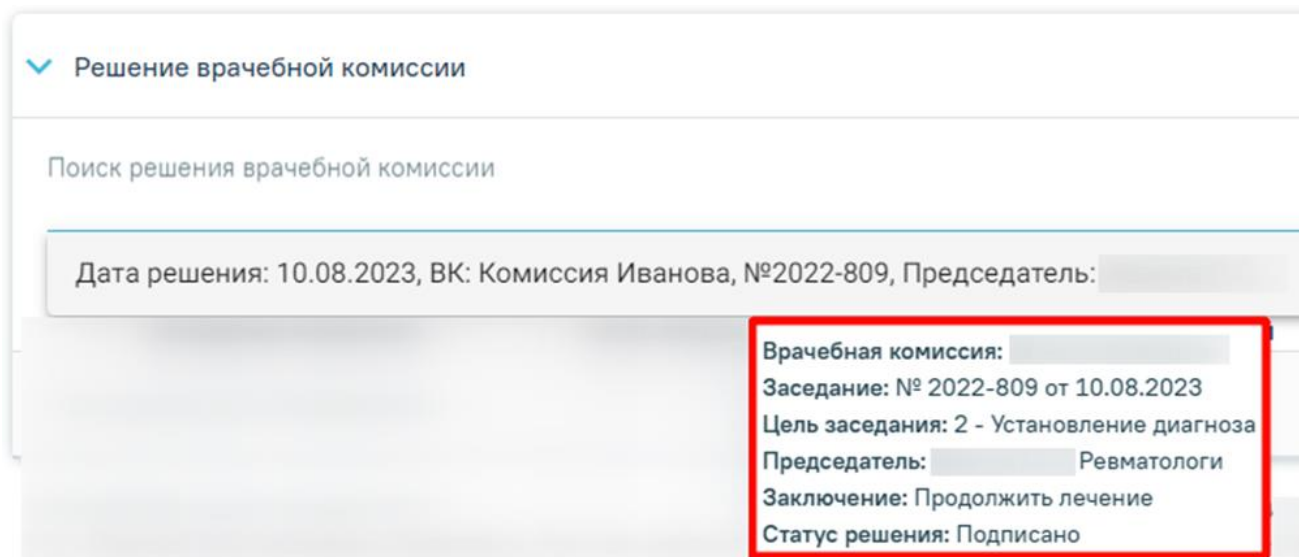 Решение врачебной комиссии
Поиск решения врачебной комиссии
Дата решения: 10.08.2023, ВК: Комиссия Иванова, №2022-809, Председатель:
Врачебная комиссия:
Заседание: № 2022-809 от 10.08.2023
Цель заседания: 2 - Установление диагноза
Председатель: Ревматологи
Заключение: Продолжить лечение
Статус решения: Подписано